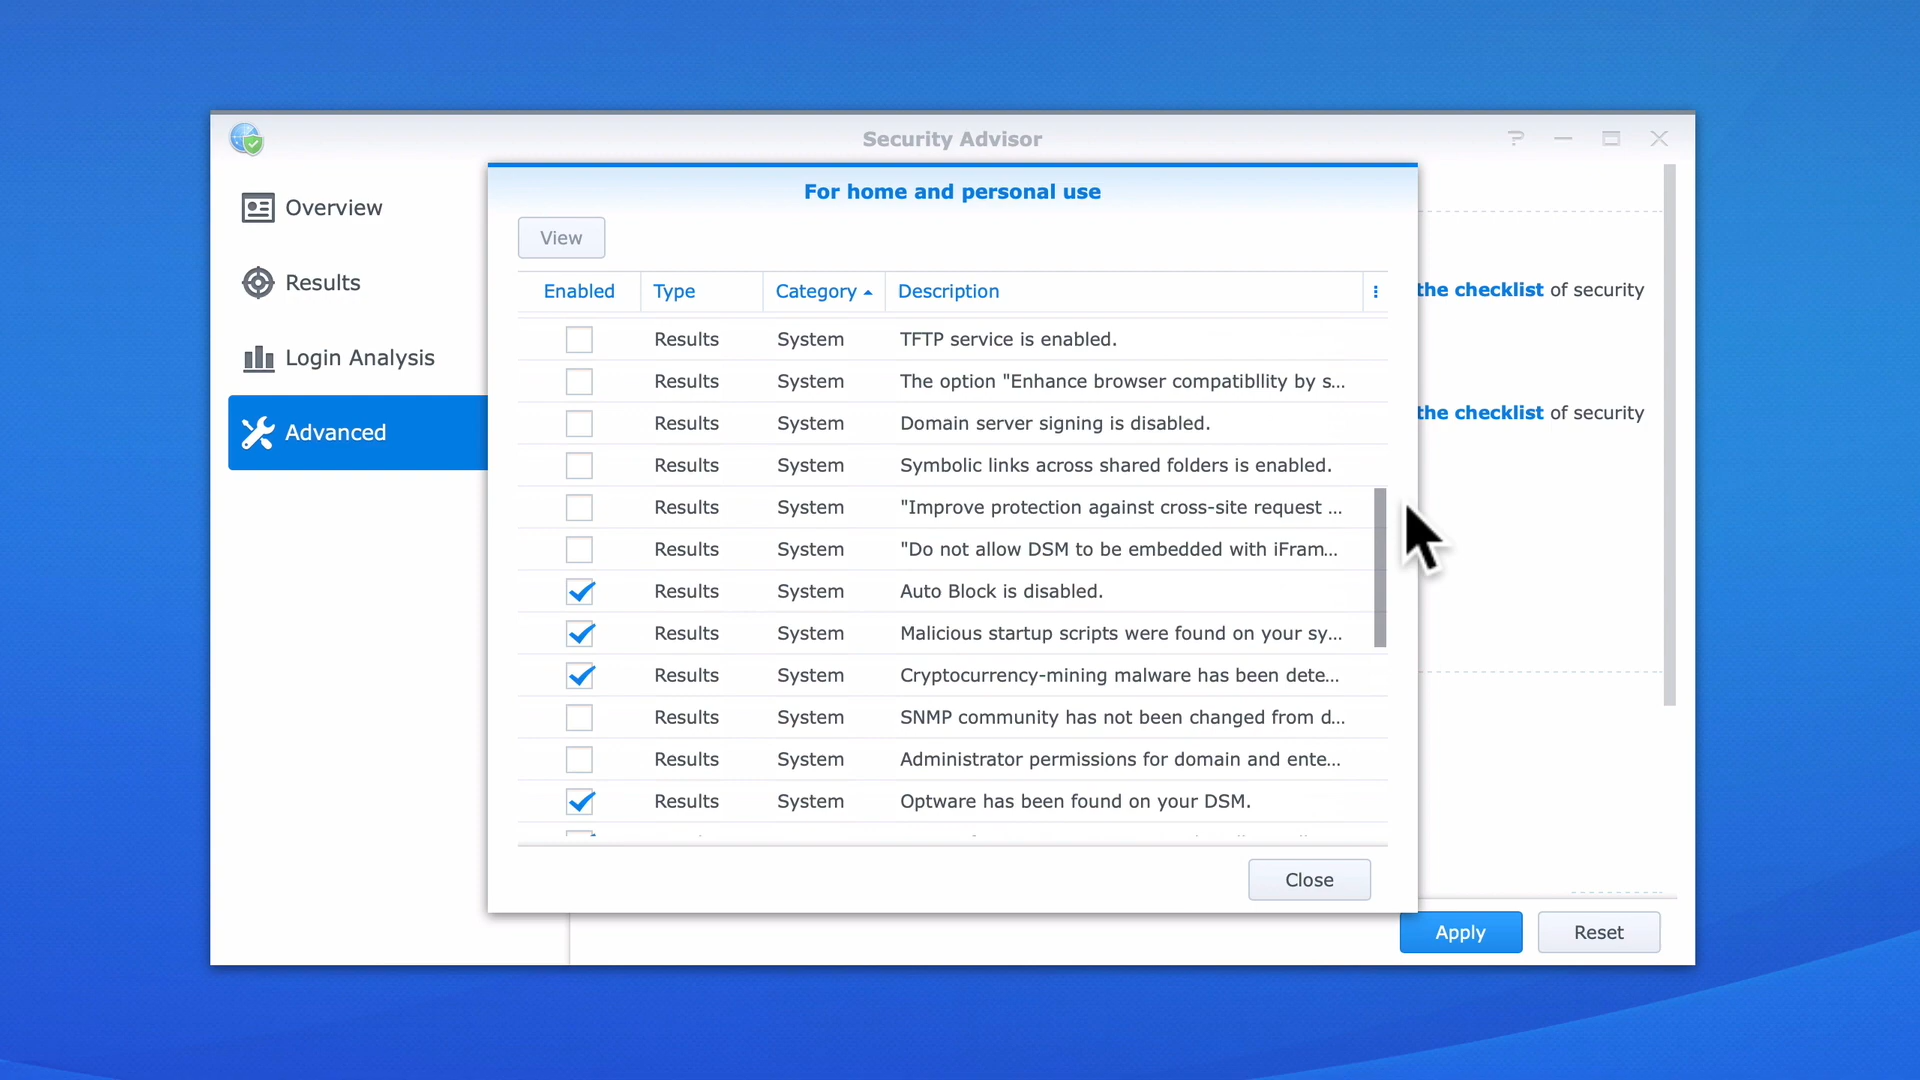 Security Advisor
Overview
Results
Login Analysis
Advanced
For home and personal use
View
Enabled Type Category Description
Results System TFTP service is enabled.
Results System The option "Enhance browser compatibllity by s...
Results System Domain server signing is disabled.
Results System Symbolic links across shared folders is enabled.
Results System "Improve protection against cross-site request ...
Results System "Do not allow DSM to be embedded with iFram...
Results System Auto Block is disabled.
Results System Malicious startup scripts were found on your sy...
Results System Cryptocurrency-mining malware has been dete...
Results System SNMP community has not been changed from d...
Results System Administrator permissions for domain and ente...
Results System Optware has been found on your DSM.
Close
the checklist of security
the checklist of security
Apply Reset